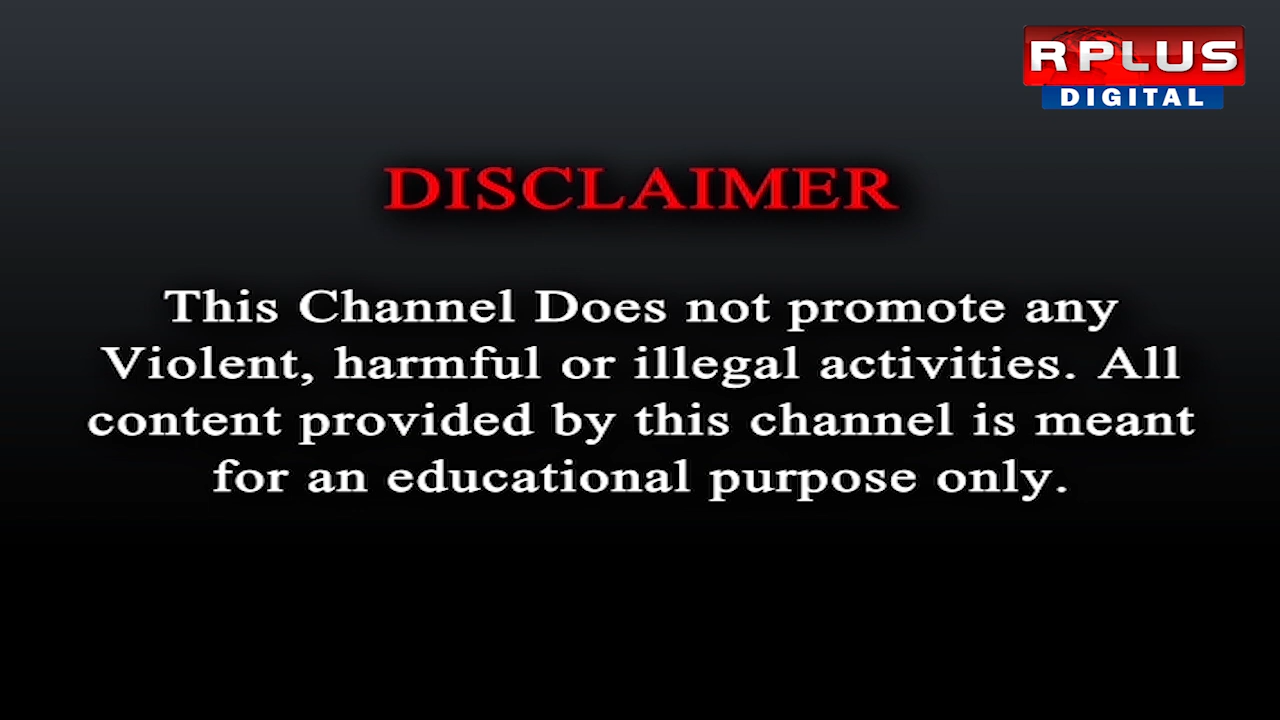 RPLUS
DIGITAL
DISCLAIMER
This Channel Does not promote any
Violent, harmful or illegal activities. All
content provided by this channel is meant
for an educational purpose only.